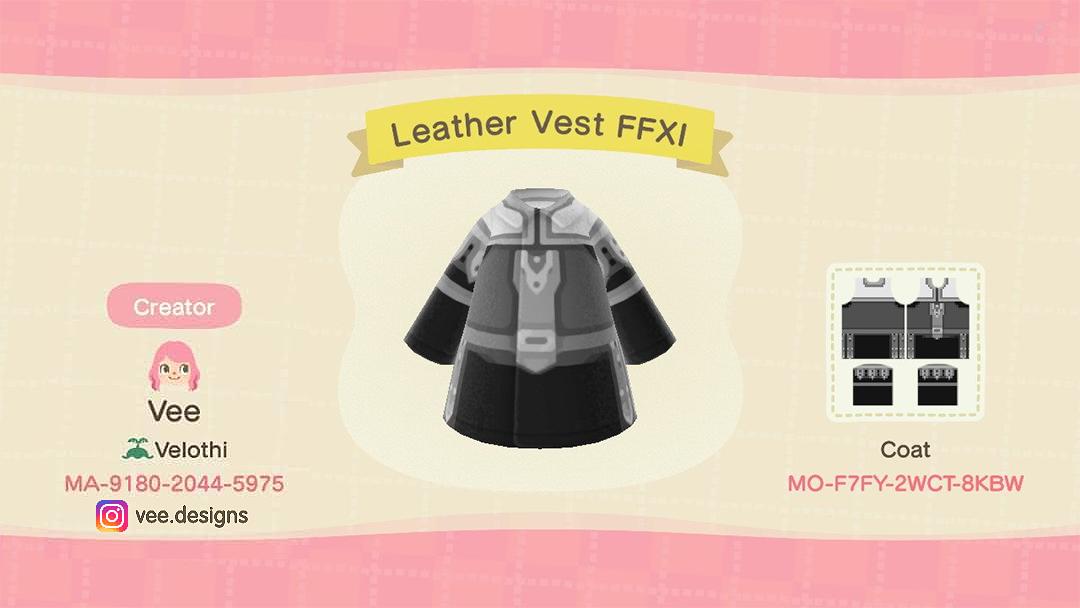 Leather Vest FFXI
Creator
Vee
Velothi
MA-9180-2044-5975
vee.designs
Coat
MO-F7FY-2WCT-8KBW